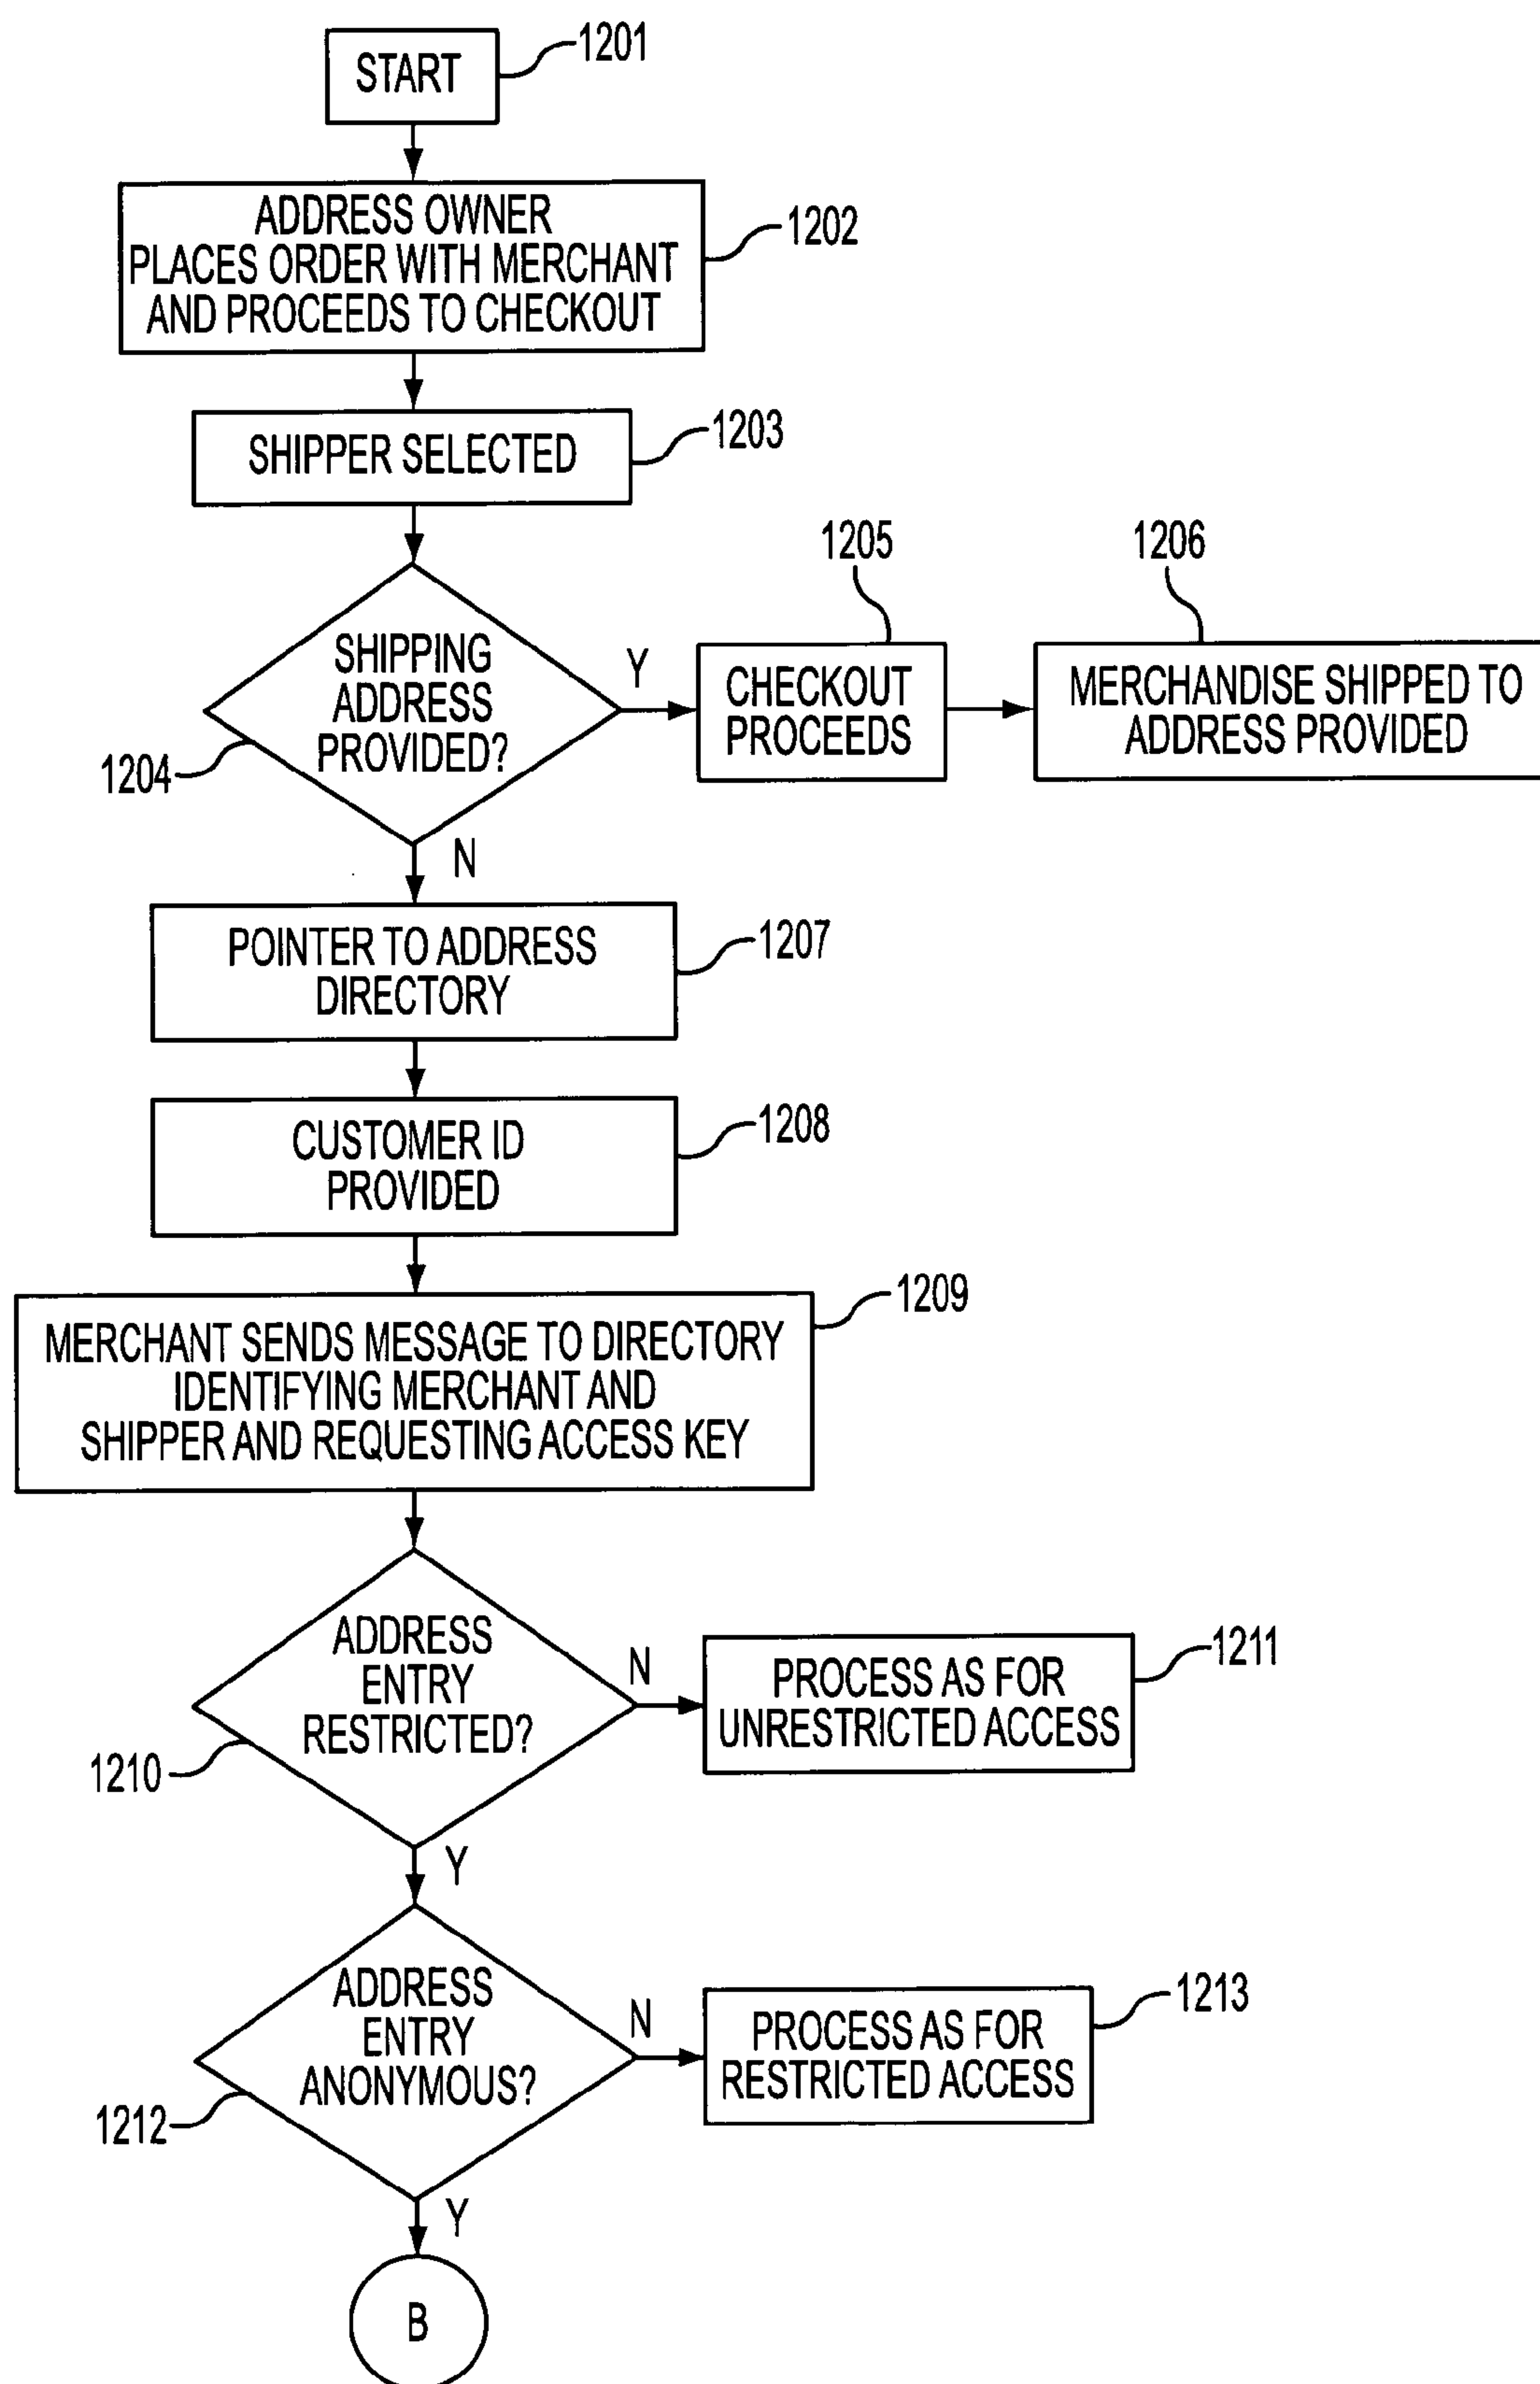 START
1201
ADDRESS OWNER
PLACES ORDER WITH MERCHANT
AND PROCEEDS TO CHECKOUT
1202
SHIPPER SELECTED
1203
SHIPPING
ADDRESS
PROVIDED?
1204
Y
1205
CHECKOUT
PROCEEDS
1206
MERCHANDISE SHIPPED TO
ADDRESS PROVIDED
N
POINTER TO ADDRESS
DIRECTORY
1207
CUSTOMER ID
PROVIDED
1208
MERCHANT SENDS MESSAGE TO DIRECTORY
IDENTIFYING MERCHANT AND
SHIPPER AND REQUESTING ACCESS KEY
1209
ADDRESS
ENTRY
RESTRICTED?
1210
N
PROCESS AS FOR
UNRESTRICTED ACCESS
1211
Y
ADDRESS
ENTRY
ANONYMOUS?
1212
N
PROCESS AS FOR
RESTRICTED ACCESS
1213
Y
B